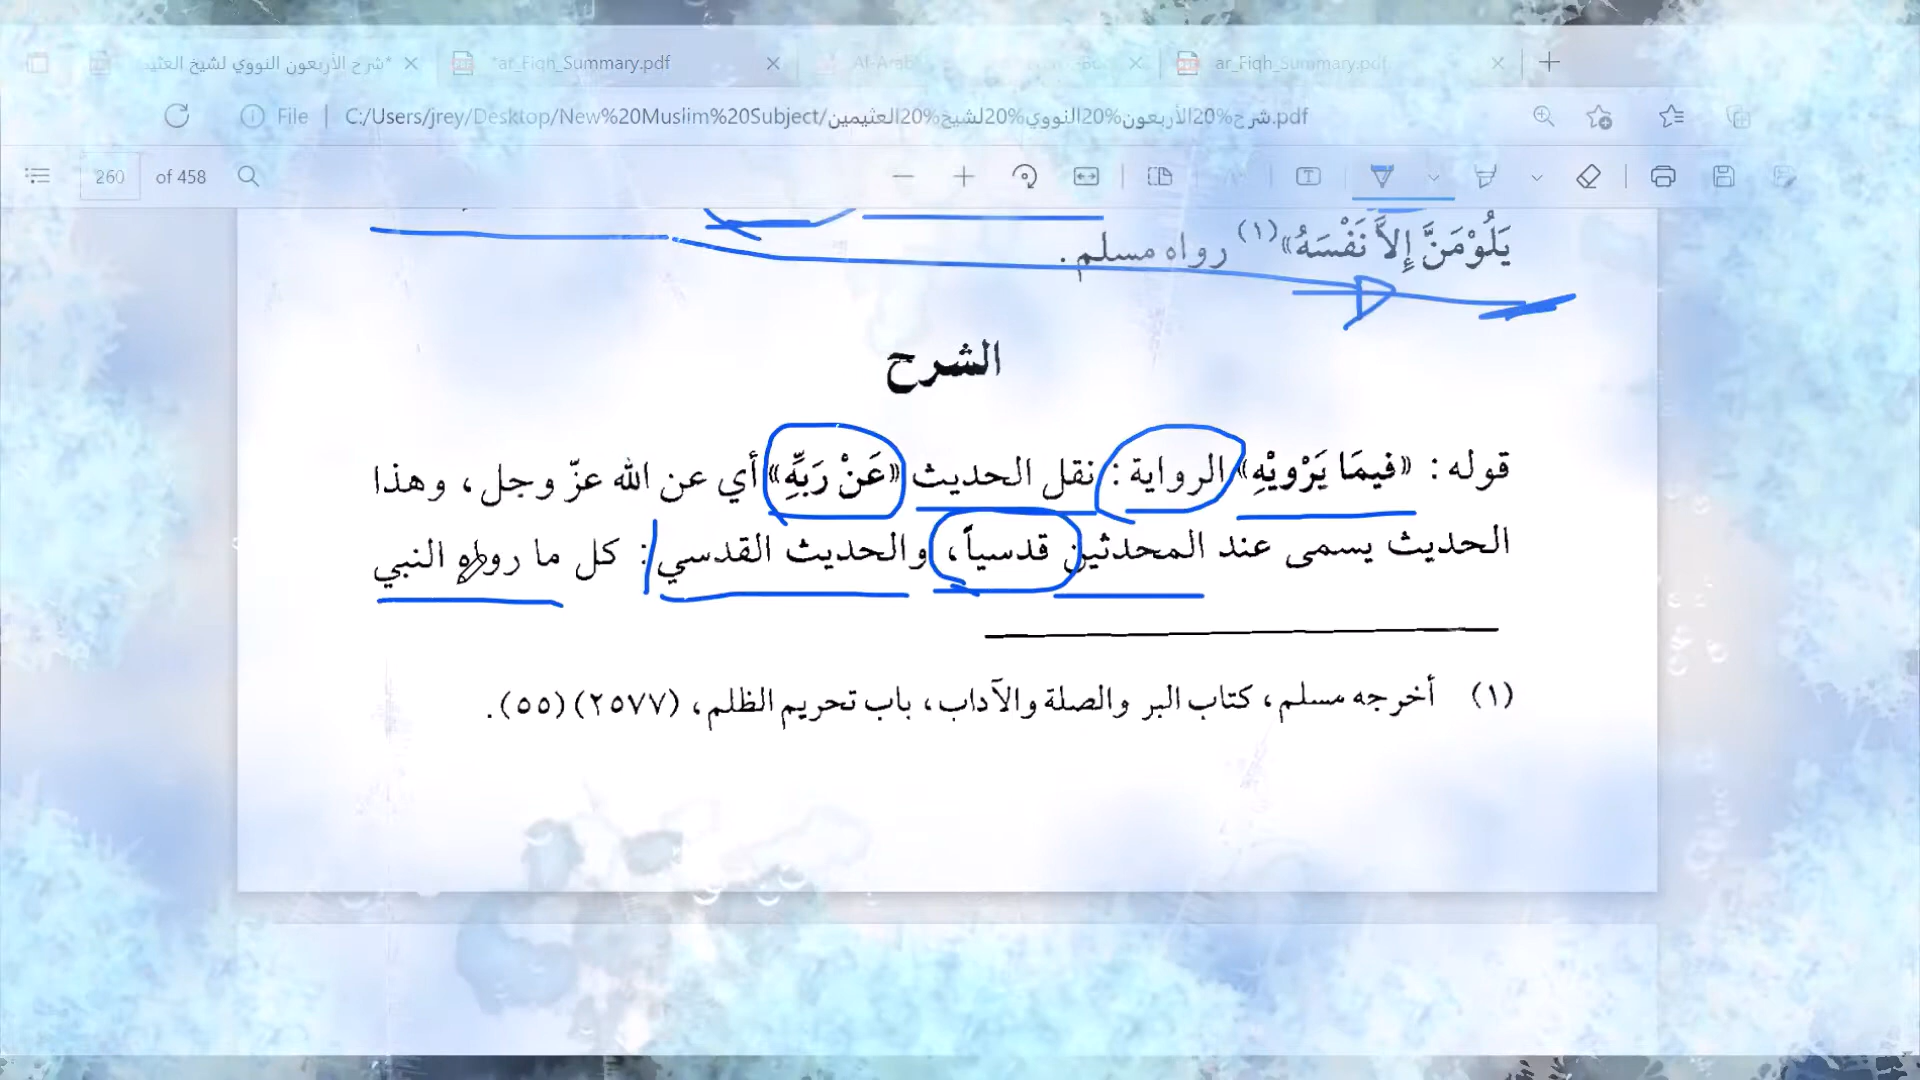 *شرح الأربعون النووي لشيخ العثيم
*ar_Fiqh_Summary.pdf
Al-Arab
ar_Fiqh_Summary.pdf
File
C:/Users/jrey/Desktop/New%20Muslim%20Subject/شرح%20الأربعون%20النووي%20لشيخ%20العثيمين.pdf
260 of 458
يَلُوْمَنَّ إِلاَّ نَفْسَهُ»(١) رواه مسلم.
الشرح
قوله: «فيمَا يَرْويْهِ» الرواية: نقل الحديث «عَنْ رَبِّهِ» أي عن الله عزّ وجل، وهذا
الحديث يسمى عند المحدثين قدسياً، والحديث القدسي: كل ما رواه النبي
(١) أخرجه مسلم، كتاب البر والصلة والآداب، باب تحريم الظلم، (٢٥٧٧)(٥٥).